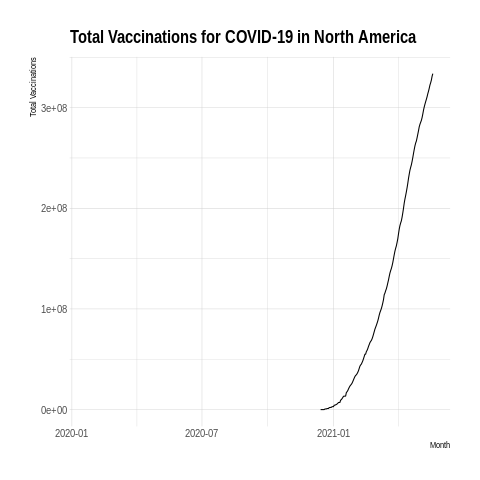 Total Vaccinations for COVID-19 in North America
Total Vaccinations
3e+08
2e+08
1e+08
0e+00
2020-01 2020-07 2021-01
Month